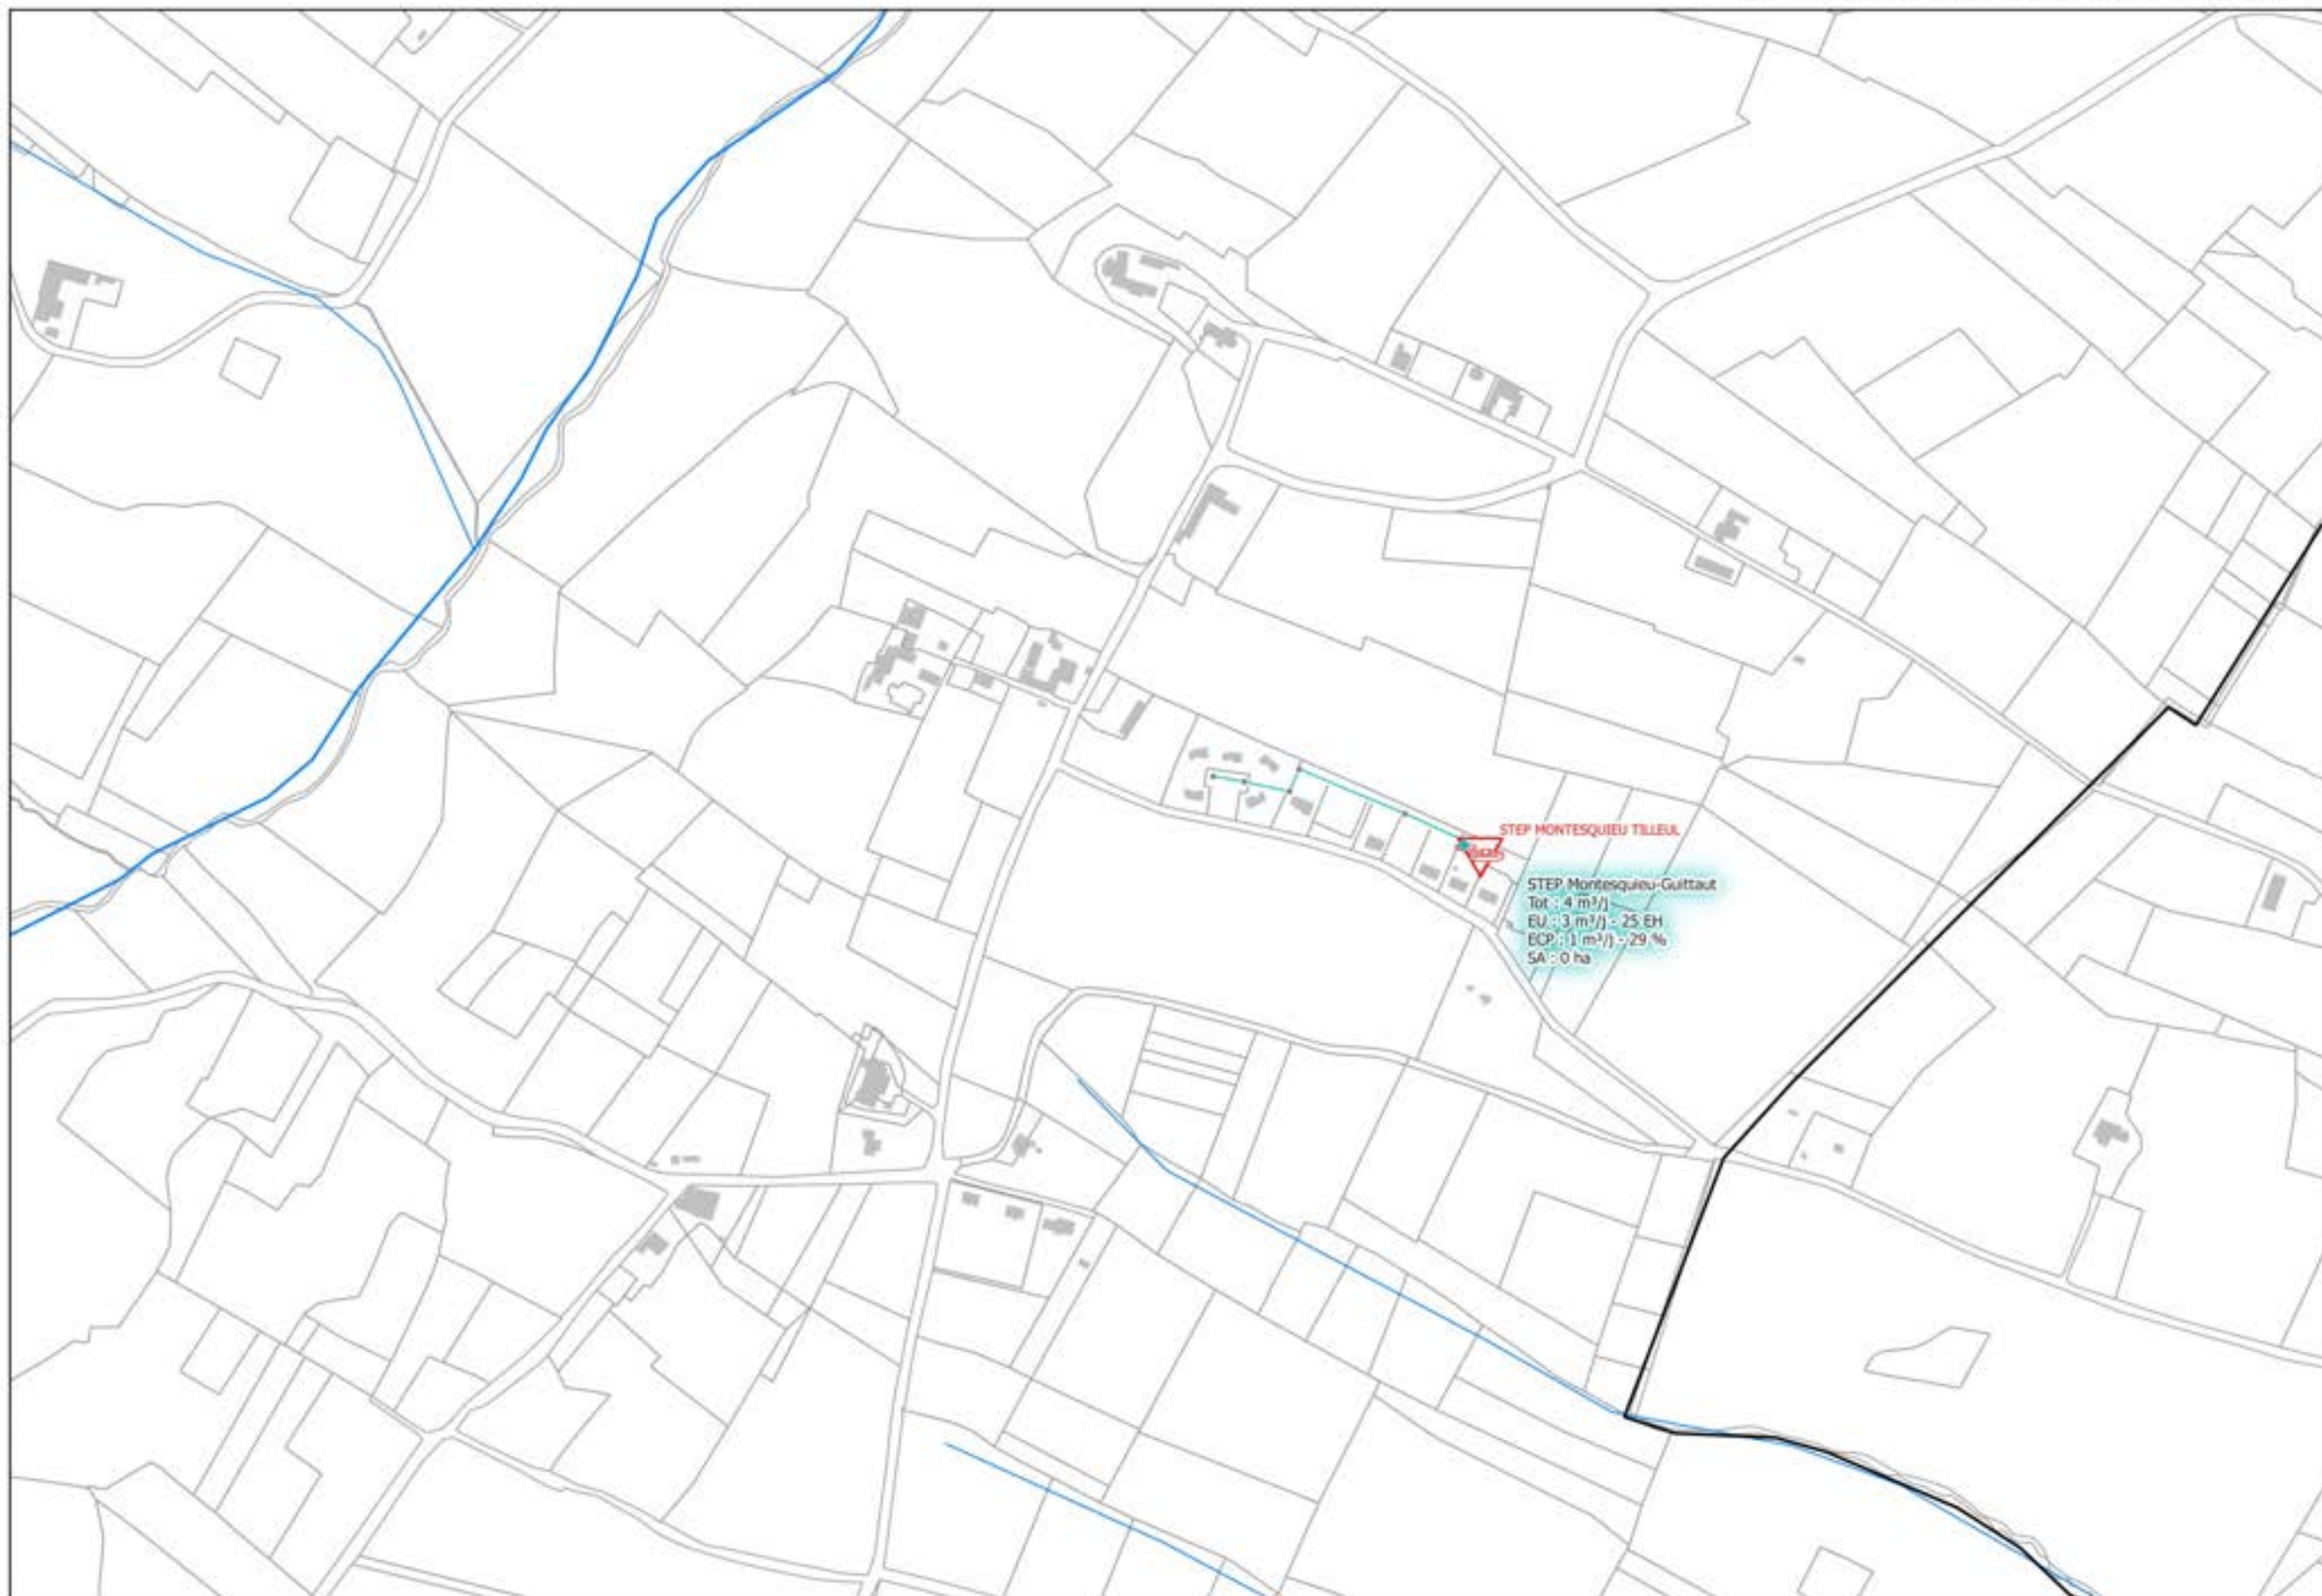 STEP MONTESQUIEU TILLEUL
STEP Montesquieu-Guittaut
Tot : 4 m³/j
EU : 3 m³/j - 25 EH
ECP : 1 m³/j - 29 %
SA : 0 ha